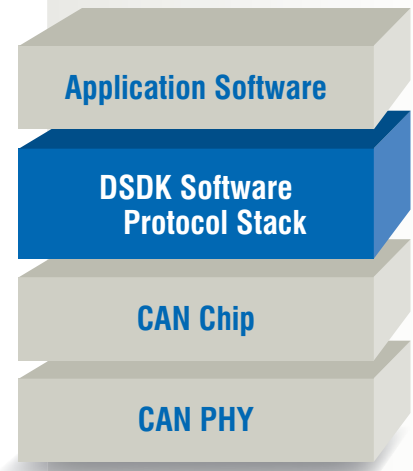 Application Software
DSDK Software
Protocol Stack
CAN Chip
CAN PHY